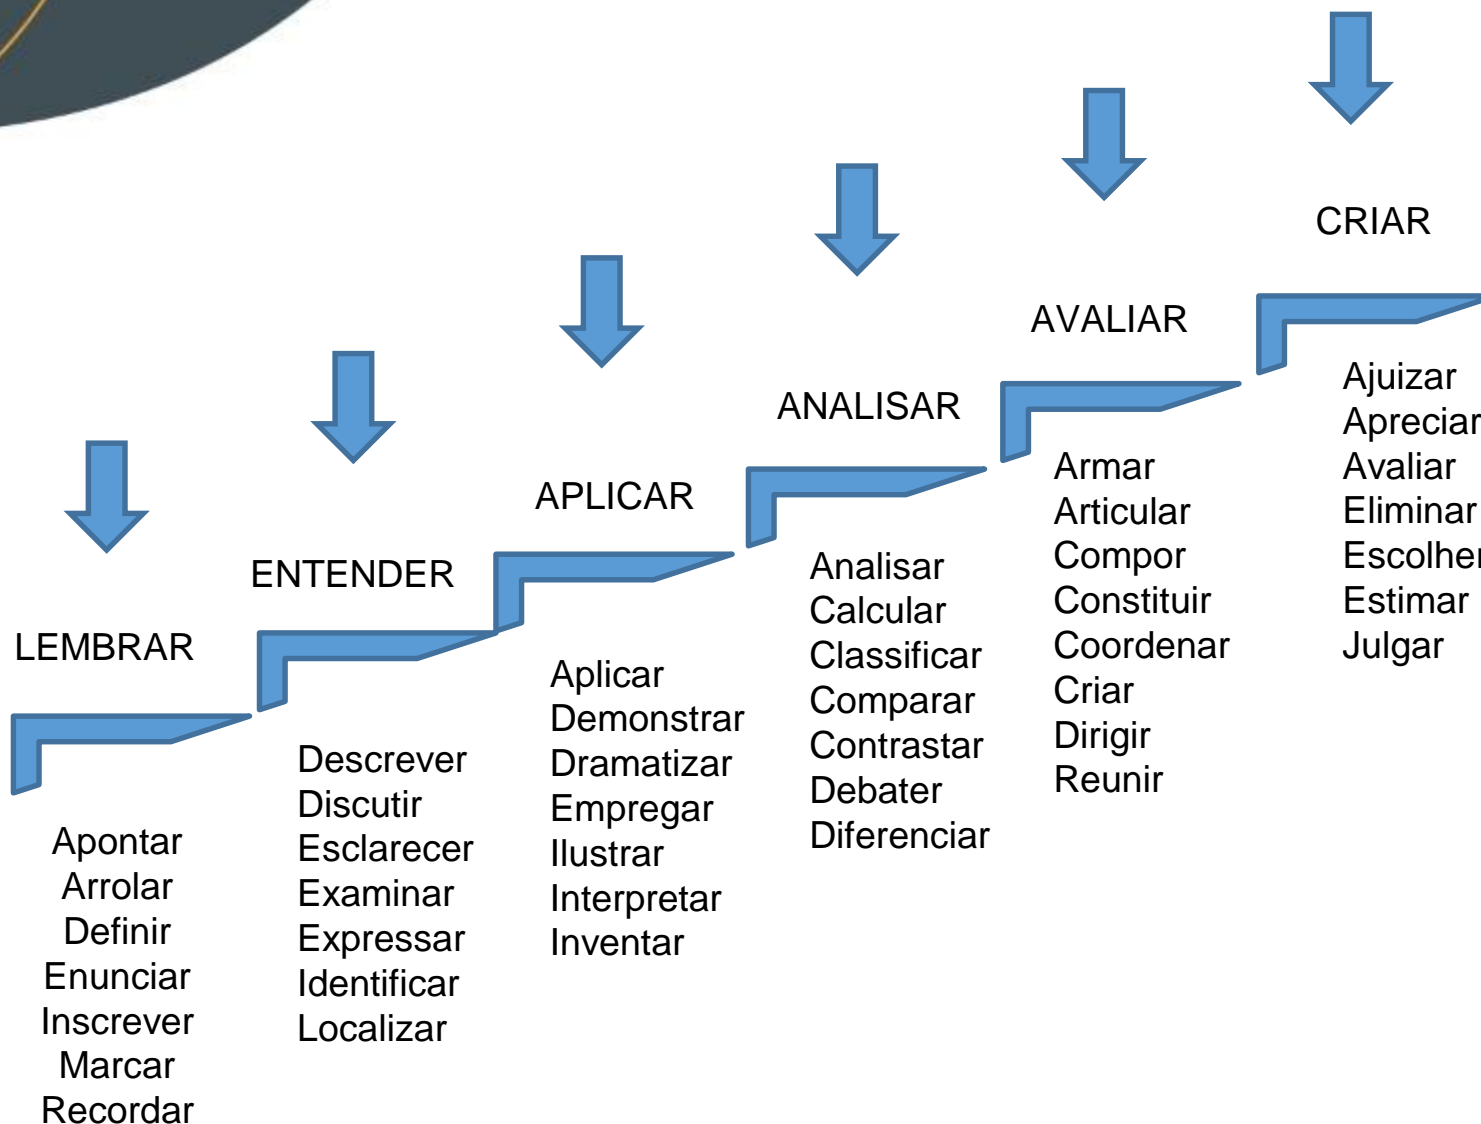 LEMBRAR
Apontar
Arrolar
Definir
Enunciar
Inscrever
Marcar
Recordar
ENTENDER
Descrever
Discutir
Esclarecer
Examinar
Expressar
Identificar
Localizar
APLICAR
Aplicar
Demonstrar
Dramatizar
Empregar
Ilustrar
Interpretar
Inventar
ANALISAR
Analisar
Calcular
Classificar
Comparar
Contrastar
Debater
Diferenciar
AVALIAR
Armar
Articular
Compor
Constituir
Coordenar
Criar
Dirigir
Reunir
CRIAR
Ajuizar
Apreciar
Avaliar
Eliminar
Escolher
Estimar
Julgar